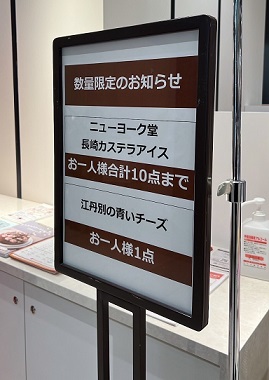 数量限定のお知らせ
ニューヨーク堂
長崎カステラアイス
お一人様合計10点まで
江丹別の青いチーズ
お一人様1点